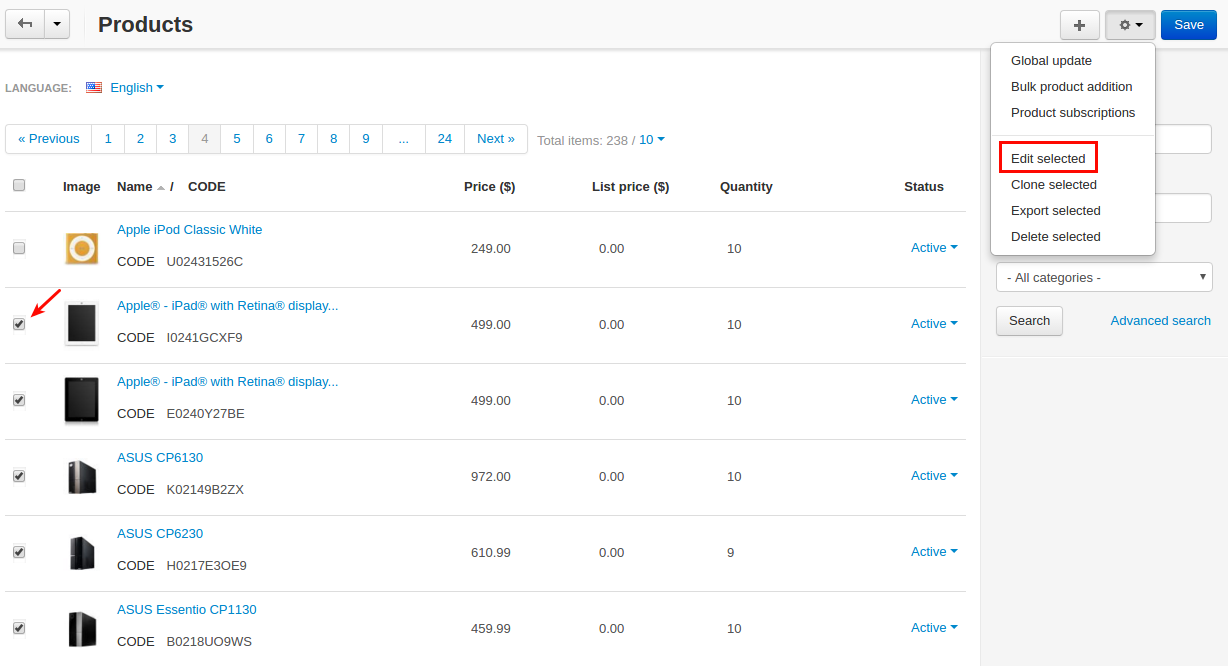 Products
Save
Global update
Bulk product addition
Product subscriptions
Edit selected
Clone selected
Export selected
Delete selected
LANGUAGE: English
« Previous 1 2 3 4 5 6 7 8 9 ... 24 Next » Total items: 238 / 10
Image Name / CODE Price ($) List price ($) Quantity Status
Apple iPod Classic White
CODE U02431526C 249.00 0.00 10 Active
Apple® - iPad® with Retina® display...
CODE I0241GCXF9 499.00 0.00 10 Active
Apple® - iPad® with Retina® display...
CODE E0240Y27BE 499.00 0.00 10 Active
ASUS CP6130
CODE K02149B2ZX 972.00 0.00 10 Active
ASUS CP6230
CODE H0217E3OE9 610.99 0.00 9 Active
ASUS Essentio CP1130
CODE B0218UO9WS 459.99 0.00 10 Active
- All categories -
Search Advanced search